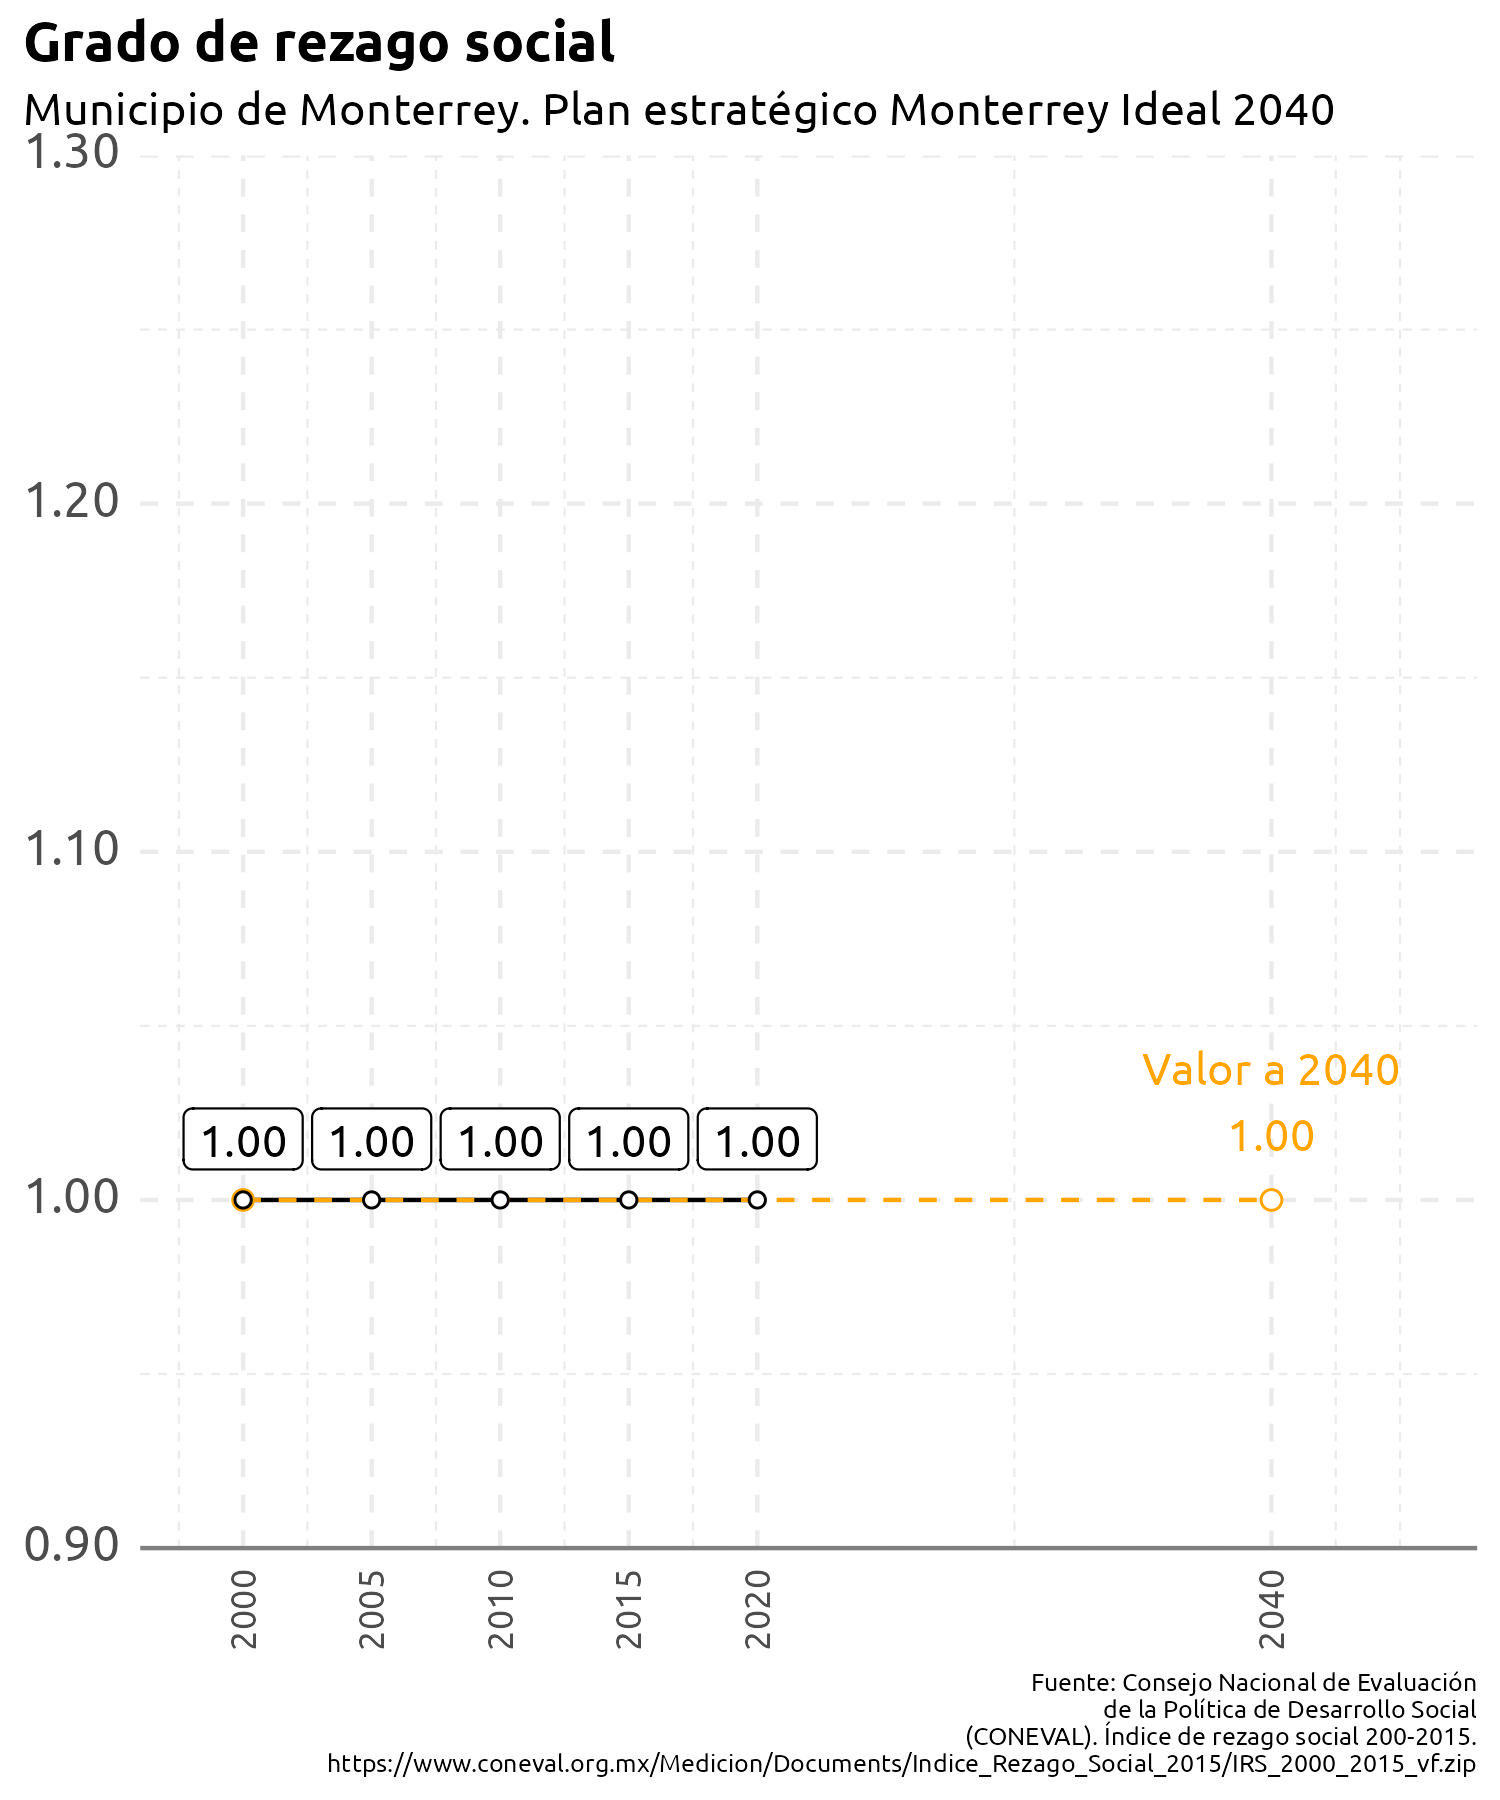 Grado de rezago social
Municipio de Monterrey. Plan estratégico Monterrey Ideal 2040
1.30
1.20
1.10
Valor a 2040
1.00
1.00 1.00 1.00 1.00 1.00
1.00
0.90
2000 2005 2010 2015 2020 2040
Fuente: Consejo Nacional de Evaluación
de la Política de Desarrollo Social
(CONEVAL). Índice de rezago social 200-2015.
https://www.coneval.org.mx/Medicion/Documents/Indice_Rezago_Social_2015/IRS_2000_2015_vf.zip